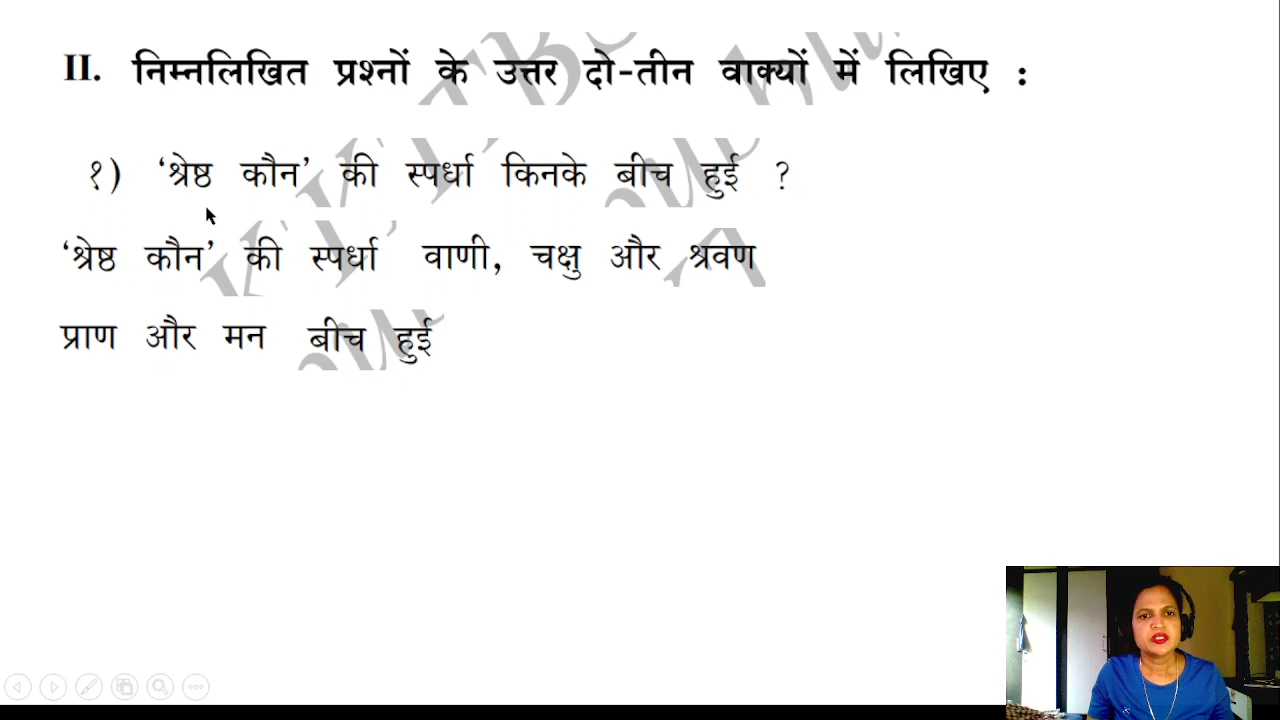 II. निम्नलिखित प्रश्नों के उत्तर दो-तीन वाक्यों में लिखिए :
१) ‘श्रेष्ठ कौन’ की स्पर्धा किनके बीच हुई ?
‘श्रेष्ठ कौन’ की स्पर्धा वाणी, चक्षु और श्रवण
प्राण और मन बीच हुई